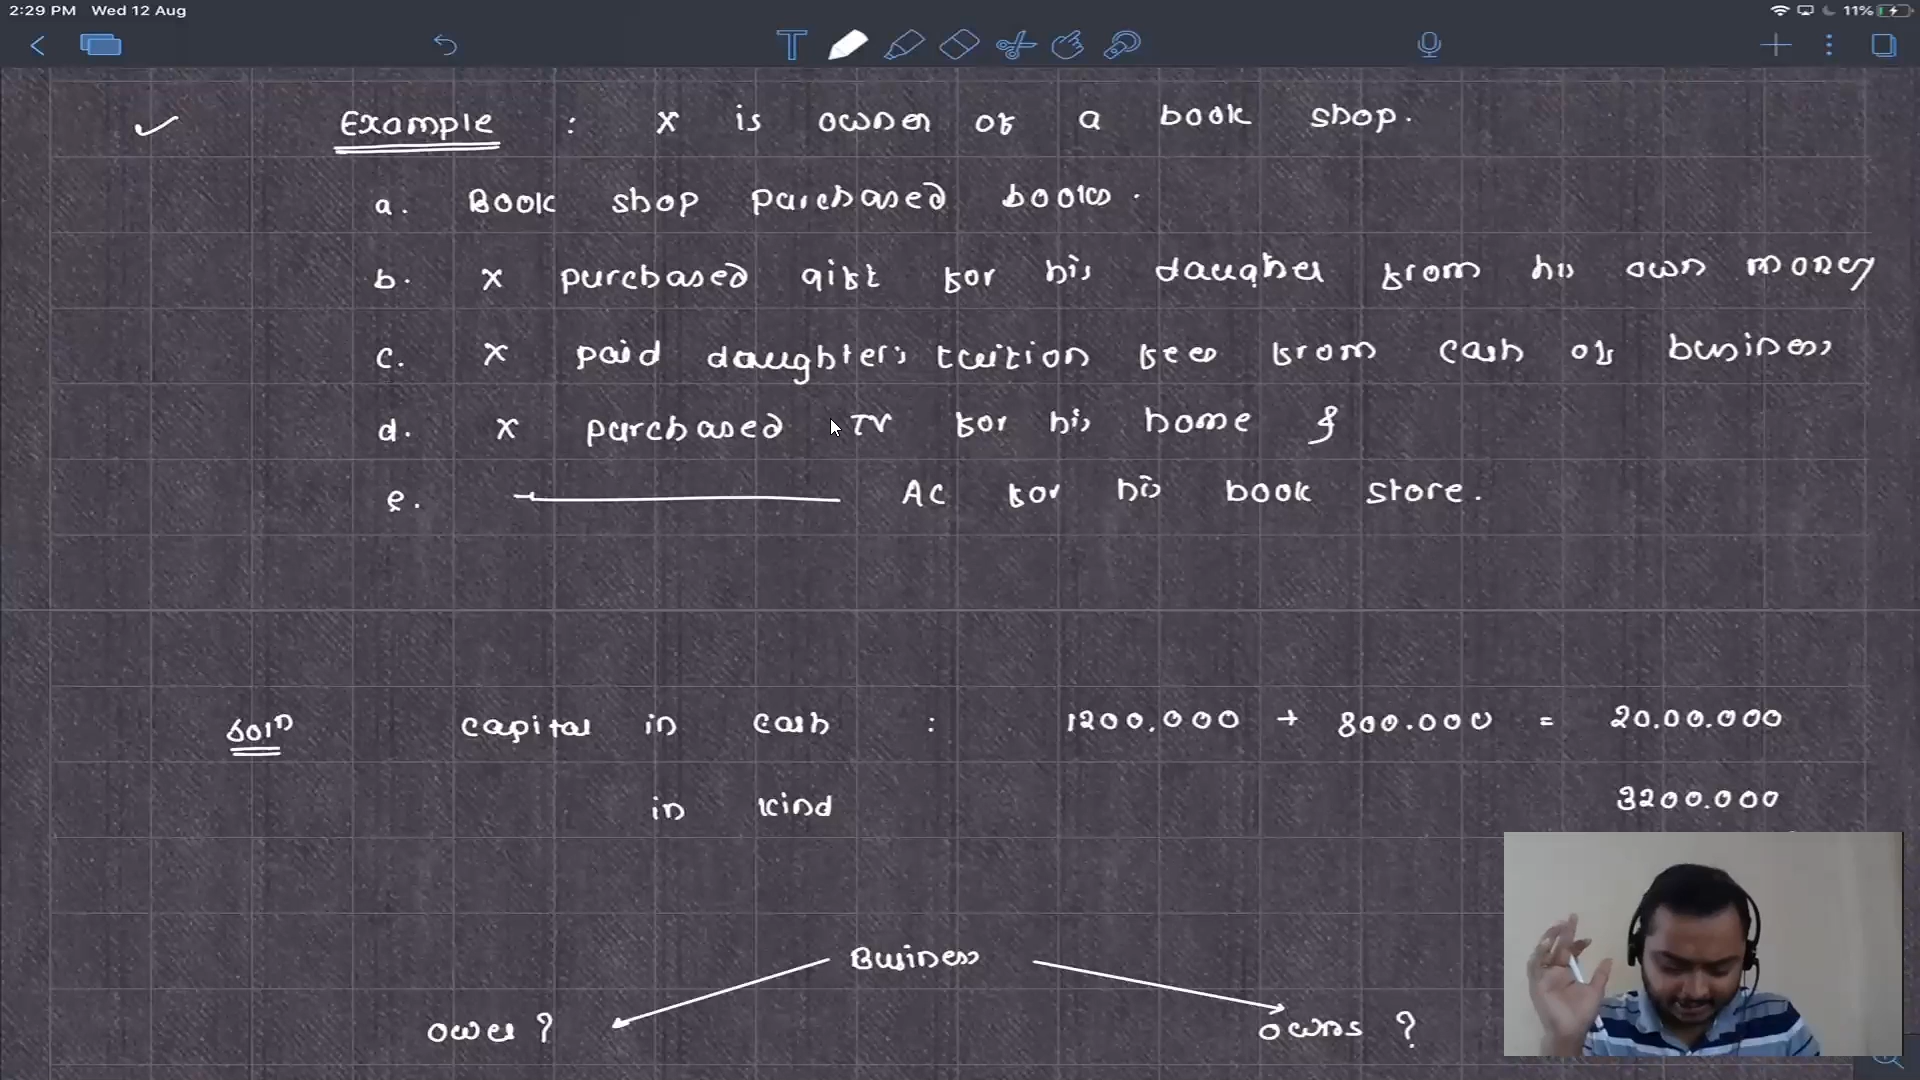 2:29 PM Wed 12 Aug
11%
T
Example : X is owner of a book shop.
a. Book shop purchased books.
b. X purchased gift for his daugher from his own money
c. X paid daughter's tuition fees from cash of business
d. X purchased TV for his home &
e. AC for his book store.
Solⁿ Capital in cash : 1200,000 + 800,000 = 20,00,000
in kind 3200,000
Business
owes ? owns ?